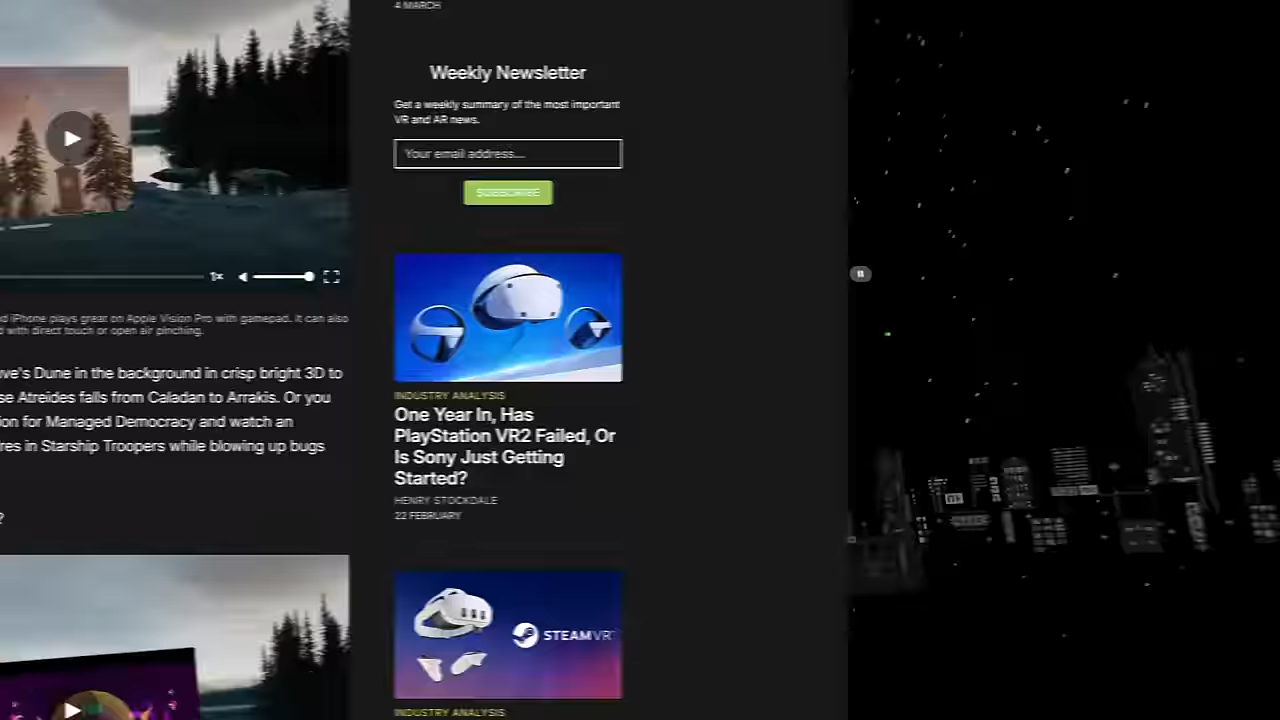 4 MARCH
Weekly Newsletter
Get a weekly summary of the most important
VR and AR news.
Your email address...
SUBSCRIBE
1×
d iPhone plays great on Apple Vision Pro with gamepad. It can also
d with direct touch or open air pinching.
ve's Dune in the background in crisp bright 3D to
se Atreides falls from Caladan to Arrakis. Or you
ion for Managed Democracy and watch an
res in Starship Troopers while blowing up bugs
?
INDUSTRY ANALYSIS
One Year In, Has
PlayStation VR2 Failed, Or
Is Sony Just Getting
Started?
HENRY STOCKDALE
22 FEBRUARY
STEAMVR
INDUSTRY ANALYSIS